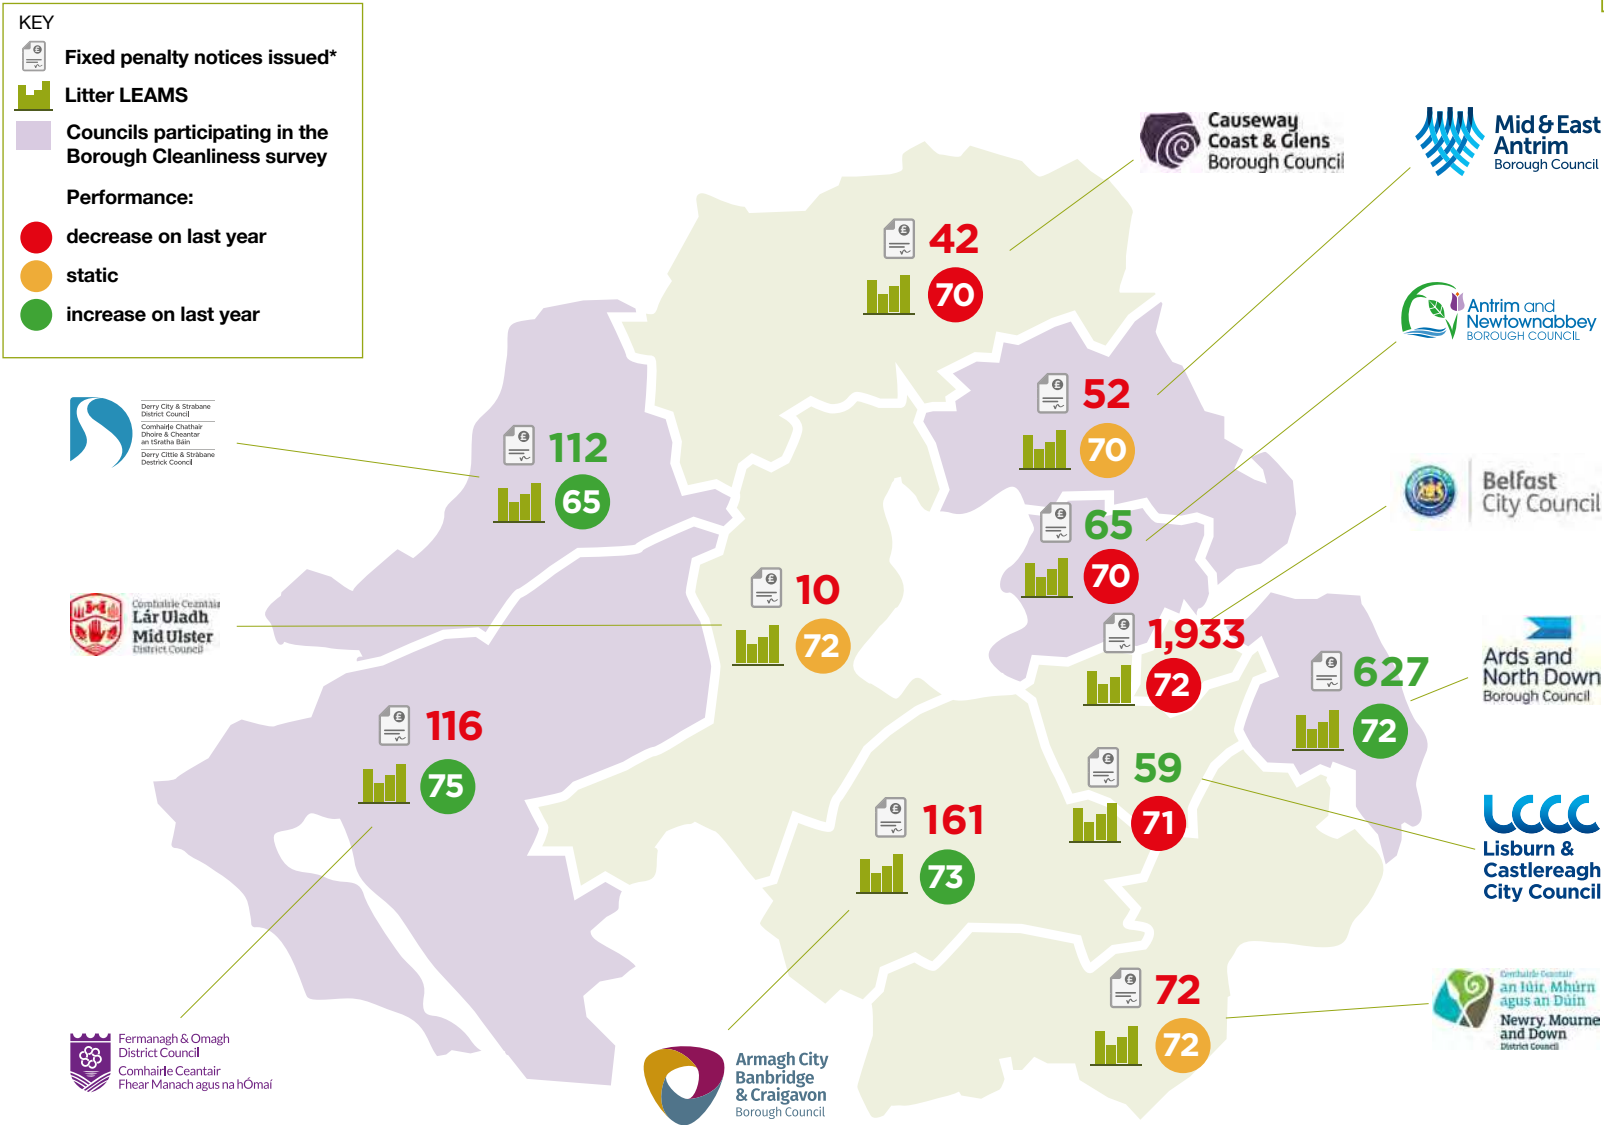 KEY
Fixed penalty notices issued*
Litter LEAMS
Councils participating in the
Borough Cleanliness survey
Performance:
decrease on last year
static
increase on last year
Causeway
Coast & Glens
Borough Council
Mid & East
Antrim
Borough Council
42
70
Antrim and
Newtownabbey
BOROUGH COUNCIL
52
70
Derry City & Strabane
District Council
Comhairle Chathair
Dhoire & Cheantar
an tSratha Báin
Derry Cittie & Stràbane
Destrick Cooncil
112
65
Belfast
City Council
65
70
10
72
Comhairle Ceantair
Lár Uladh
Mid Ulster
District Council
1,933
72
Ards and
North Down
Borough Council
627
72
116
75
59
71
161
73
LCCC
Lisburn &
Castlereagh
City Council
72
72
Comhairle Ceantair
an Iúir, Mhúrn
agus an Dúin
Newry, Mourne
and Down
District Council
Fermanagh & Omagh
District Council
Comhairle Ceantair
Fhear Manach agus na hÓmaí
Armagh City
Banbridge
& Craigavon
Borough Council